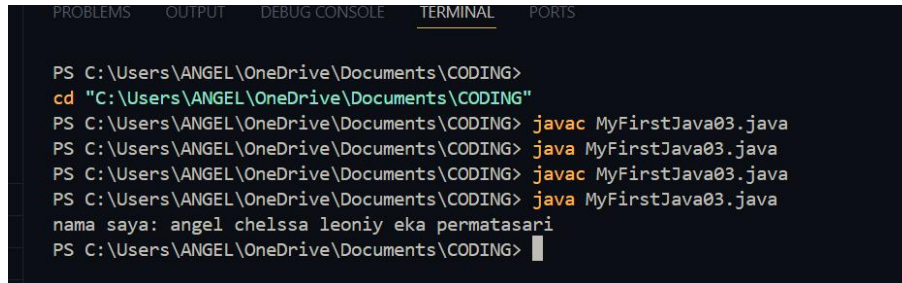 PROBLEMS OUTPUT DEBUG CONSOLE TERMINAL PORTS
PS C:\Users\ANGEL\OneDrive\Documents\CODING>
cd "C:\Users\ANGEL\OneDrive\Documents\CODING"
PS C:\Users\ANGEL\OneDrive\Documents\CODING> javac MyFirstJava03.java
PS C:\Users\ANGEL\OneDrive\Documents\CODING> java MyFirstJava03.java
PS C:\Users\ANGEL\OneDrive\Documents\CODING> javac MyFirstJava03.java
PS C:\Users\ANGEL\OneDrive\Documents\CODING> java MyFirstJava03.java
nama saya: angel chelssa leoniy eka permatasari
PS C:\Users\ANGEL\OneDrive\Documents\CODING>